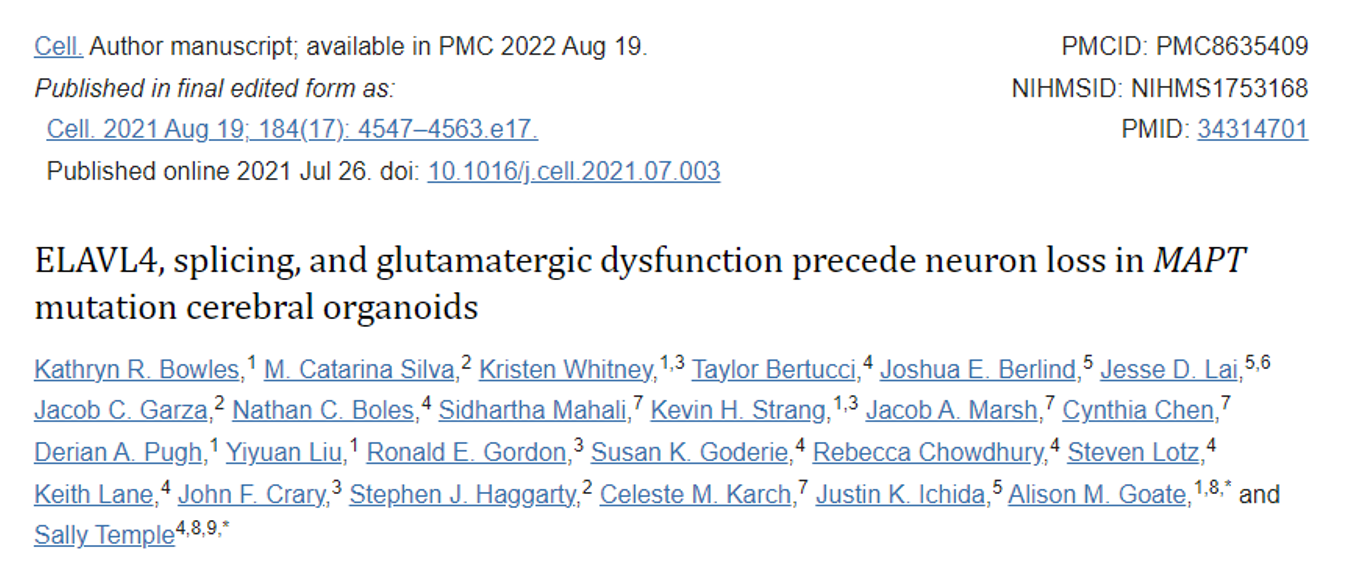 Cell. Author manuscript; available in PMC 2022 Aug 19.
PMCID: PMC8635409
Published in final edited form as:
NIHMSID: NIHMS1753168
Cell. 2021 Aug 19; 184(17): 4547–4563.e17.
PMID: 34314701
Published online 2021 Jul 26. doi: 10.1016/j.cell.2021.07.003
ELAVL4, splicing, and glutamatergic dysfunction precede neuron loss in MAPT
mutation cerebral organoids
Kathryn R. Bowles,1 M. Catarina Silva,2 Kristen Whitney,1,3 Taylor Bertucci,4 Joshua E. Berlind,5 Jesse D. Lai,5,6
Jacob C. Garza,2 Nathan C. Boles,4 Sidhartha Mahali,7 Kevin H. Strang,1,3 Jacob A. Marsh,7 Cynthia Chen,7
Derian A. Pugh,1 Yiyuan Liu,1 Ronald E. Gordon,3 Susan K. Goderie,4 Rebecca Chowdhury,4 Steven Lotz,4
Keith Lane,4 John F. Crary,3 Stephen J. Haggarty,2 Celeste M. Karch,7 Justin K. Ichida,5 Alison M. Goate,1,8,* and
Sally Temple4,8,9,*